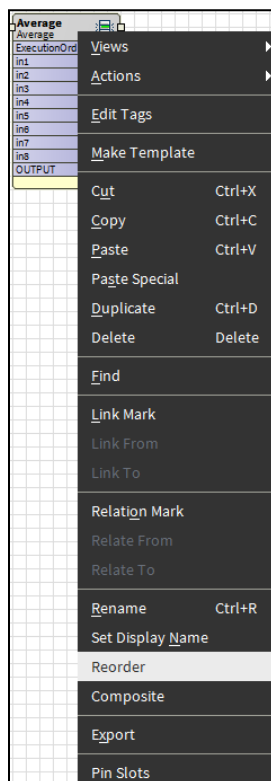 Average
Average
ExecutionOrd
in1
in2
in3
in4
in5
in6
in7
in8
OUTPUT
Views
Actions
Edit Tags
Make Template
Cut Ctrl+X
Copy Ctrl+C
Paste Ctrl+V
Paste Special
Duplicate Ctrl+D
Delete Delete
Find
Link Mark
Link From
Link To
Relation Mark
Relate From
Relate To
Rename Ctrl+R
Set Display Name
Reorder
Composite
Export
Pin Slots